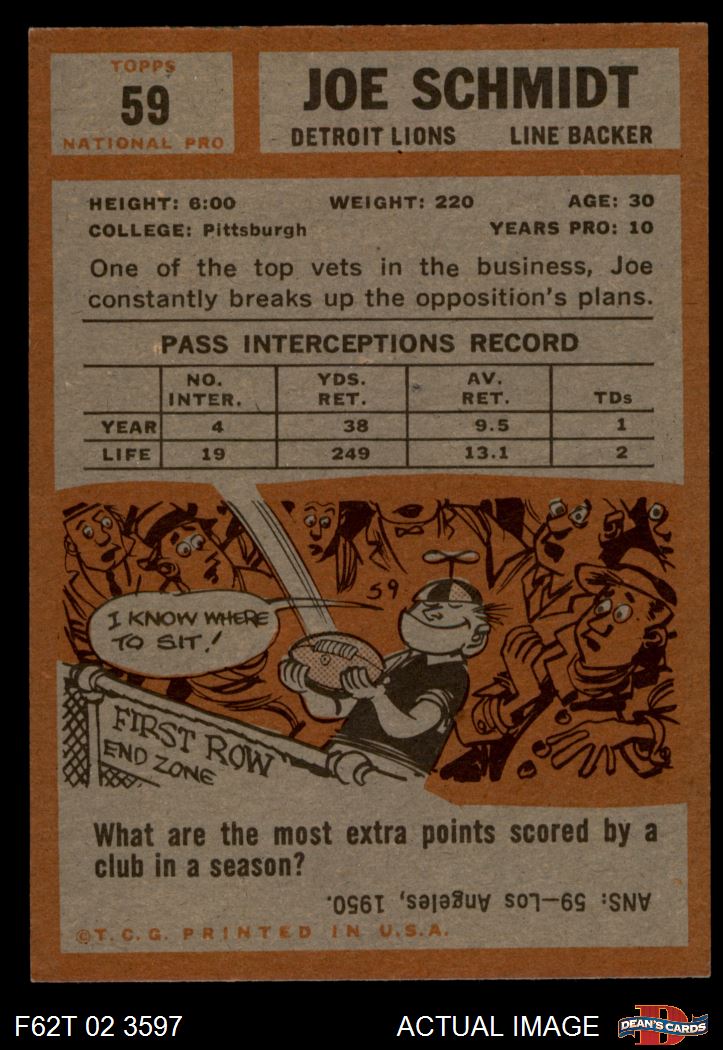 TOPPS
59
NATIONAL PRO
JOE SCHMIDT
DETROIT LIONS LINE BACKER
HEIGHT: 6:00 WEIGHT: 220 AGE: 30
COLLEGE: Pittsburgh YEARS PRO: 10
One of the top vets in the business, Joe
constantly breaks up the opposition's plans.
PASS INTERCEPTIONS RECORD
NO. INTER. YDS. RET. AV. RET. TDs
YEAR 4 38 9.5 1
LIFE 19 249 13.1 2
59
I KNOW WHERE
TO SIT!
FIRST ROW
END ZONE
What are the most extra points scored by a
club in a season?
ANS: 59—Los Angeles, 1950.
©T.C.G. PRINTED IN U.S.A.
F62T 02 3597 ACTUAL IMAGE DEAN'S CARDS